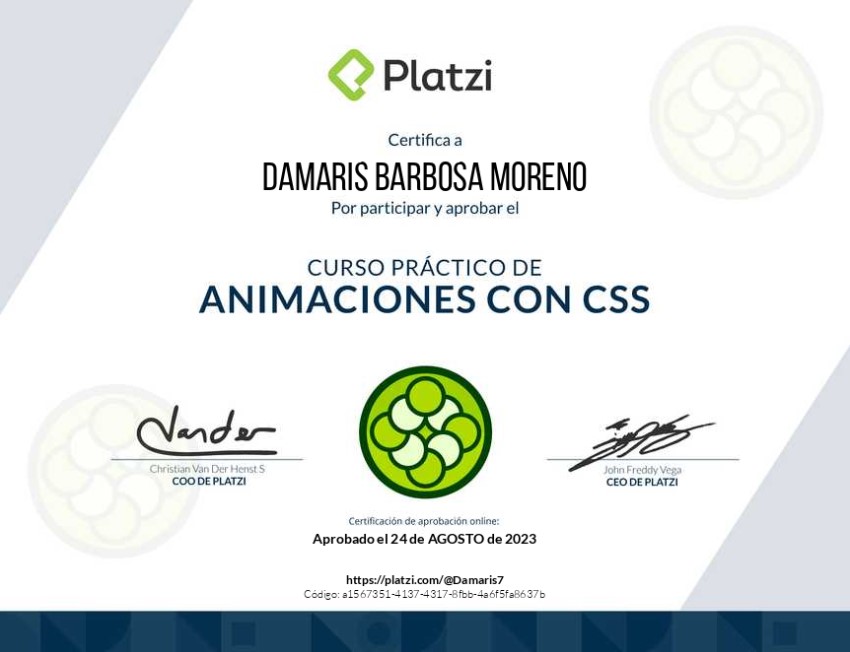 Platzi
Certifica a
DAMARIS BARBOSA MORENO
Por participar y aprobar el
CURSO PRÁCTICO DE
ANIMACIONES CON CSS
Christian Van Der Henst S
COO DE PLATZI
John Freddy Vega
CEO DE PLATZI
Certificación de aprobación online:
Aprobado el 24 de AGOSTO de 2023
https://platzi.com/@Damaris7
Código: a1567351-4137-4317-8fbb-4a6f5fa8637b